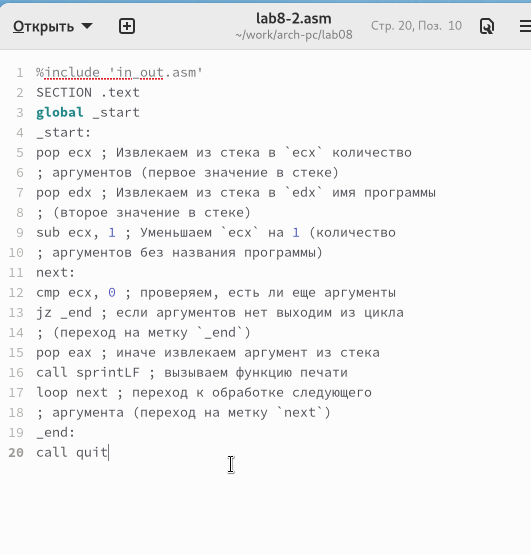 Открыть
lab8-2.asm
~/work/arch-pc/lab08
Стр. 20, Поз. 10
1 %include 'in_out.asm'
2 SECTION .text
3 global _start
4 _start:
5 pop ecx ; Извлекаем из стека в `ecx` количество
6 ; аргументов (первое значение в стеке)
7 pop edx ; Извлекаем из стека в `edx` имя программы
8 ; (второе значение в стеке)
9 sub ecx, 1 ; Уменьшаем `ecx` на 1 (количество
10 ; аргументов без названия программы)
11 next:
12 cmp ecx, 0 ; проверяем, есть ли еще аргументы
13 jz _end ; если аргументов нет выходим из цикла
14 ; (переход на метку `_end`)
15 pop eax ; иначе извлекаем аргумент из стека
16 call sprintLF ; вызываем функцию печати
17 loop next ; переход к обработке следующего
18 ; аргумента (переход на метку `next`)
19 _end:
20 call quit